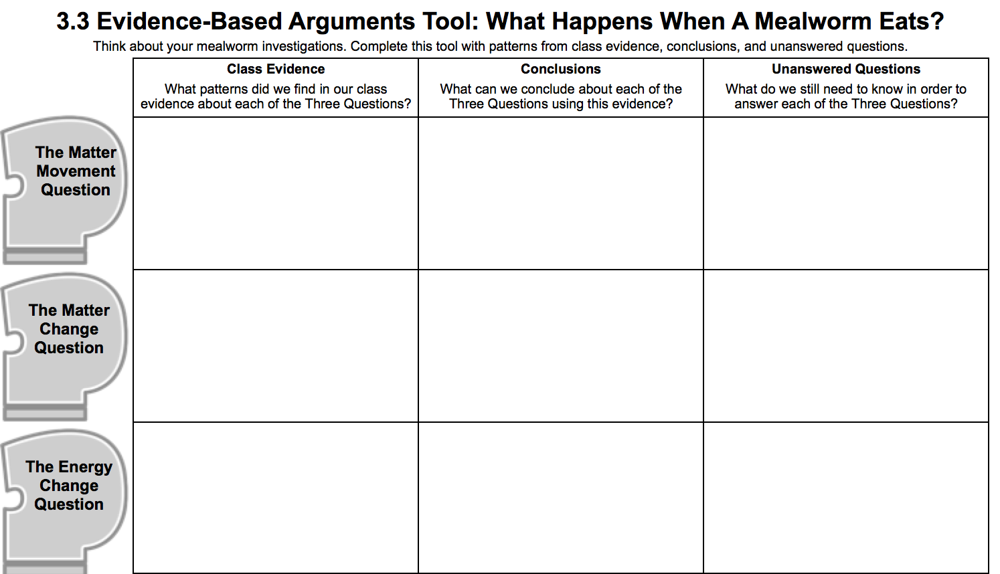 3.3 Evidence-Based Arguments Tool: What Happens When A Mealworm Eats?
Think about your mealworm investigations. Complete this tool with patterns from class evidence, conclusions, and unanswered questions.
Class Evidence
What patterns did we find in our class
evidence about each of the Three Questions?
Conclusions
What can we conclude about each of the
Three Questions using this evidence?
Unanswered Questions
What do we still need to know in order to
answer each of the Three Questions?
The Matter
Movement
Question
The Matter
Change
Question
The Energy
Change
Question